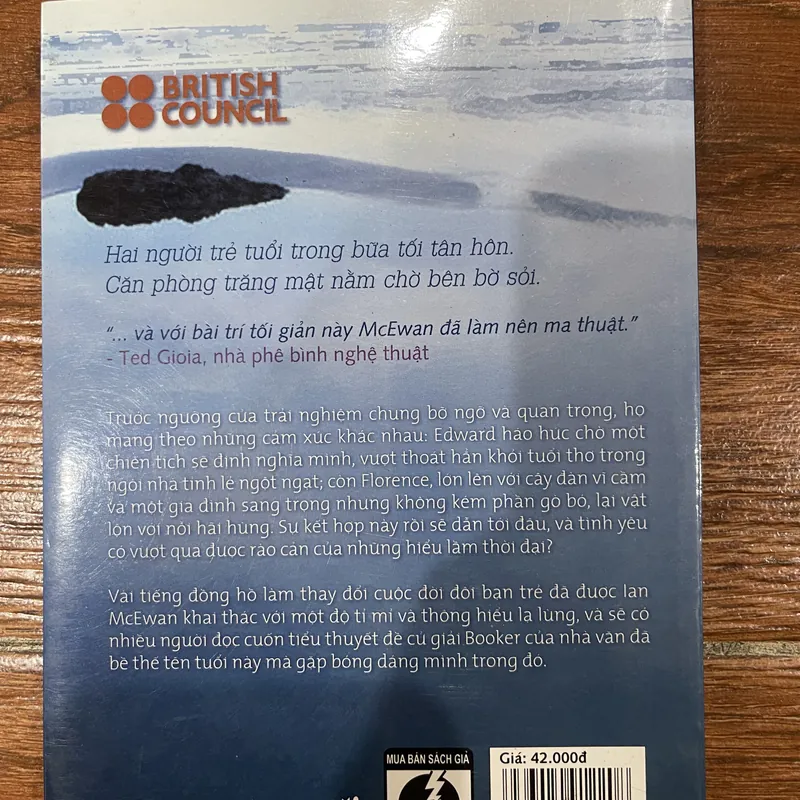 BRITISH
COUNCIL
Hai người trẻ tuổi trong bữa tối tân hôn.
Căn phòng trăng mật nằm chờ bên bờ sỏi.
“... và với bài trí tối giản này McEwan đã làm nên ma thuật.”
- Ted Gioia, nhà phê bình nghệ thuật
Trước ngưỡng cửa trải nghiệm chung bỡ ngỡ và quan trọng, họ
mang theo những cảm xúc khác nhau: Edward háo hức chờ một
chiến tích sẽ định nghĩa mình, vượt thoát hẳn khỏi tuổi thơ trong
ngôi nhà tỉnh lẻ ngột ngạt; còn Florence, lớn lên với cây đàn vĩ cầm
và một gia đình sang trọng nhưng không kém phần gò bó, lại vật
lộn với nỗi hãi hùng. Sự kết hợp này rồi sẽ dẫn tới đâu, và tình yêu
có vượt qua được rào cản của những hiểu lầm thời đại?
Vài tiếng đồng hồ làm thay đổi cuộc đời đôi bạn trẻ đã được Ian
McEwan khai thác với một độ tỉ mỉ và thông hiểu lạ lùng, và sẽ có
nhiều người đọc cuốn tiểu thuyết đề cử giải Booker của nhà văn đã
bề thế tên tuổi này mà gặp bóng dáng mình trong đó.
MUA BÁN SÁCH GIẢ
Giá: 42.000đ